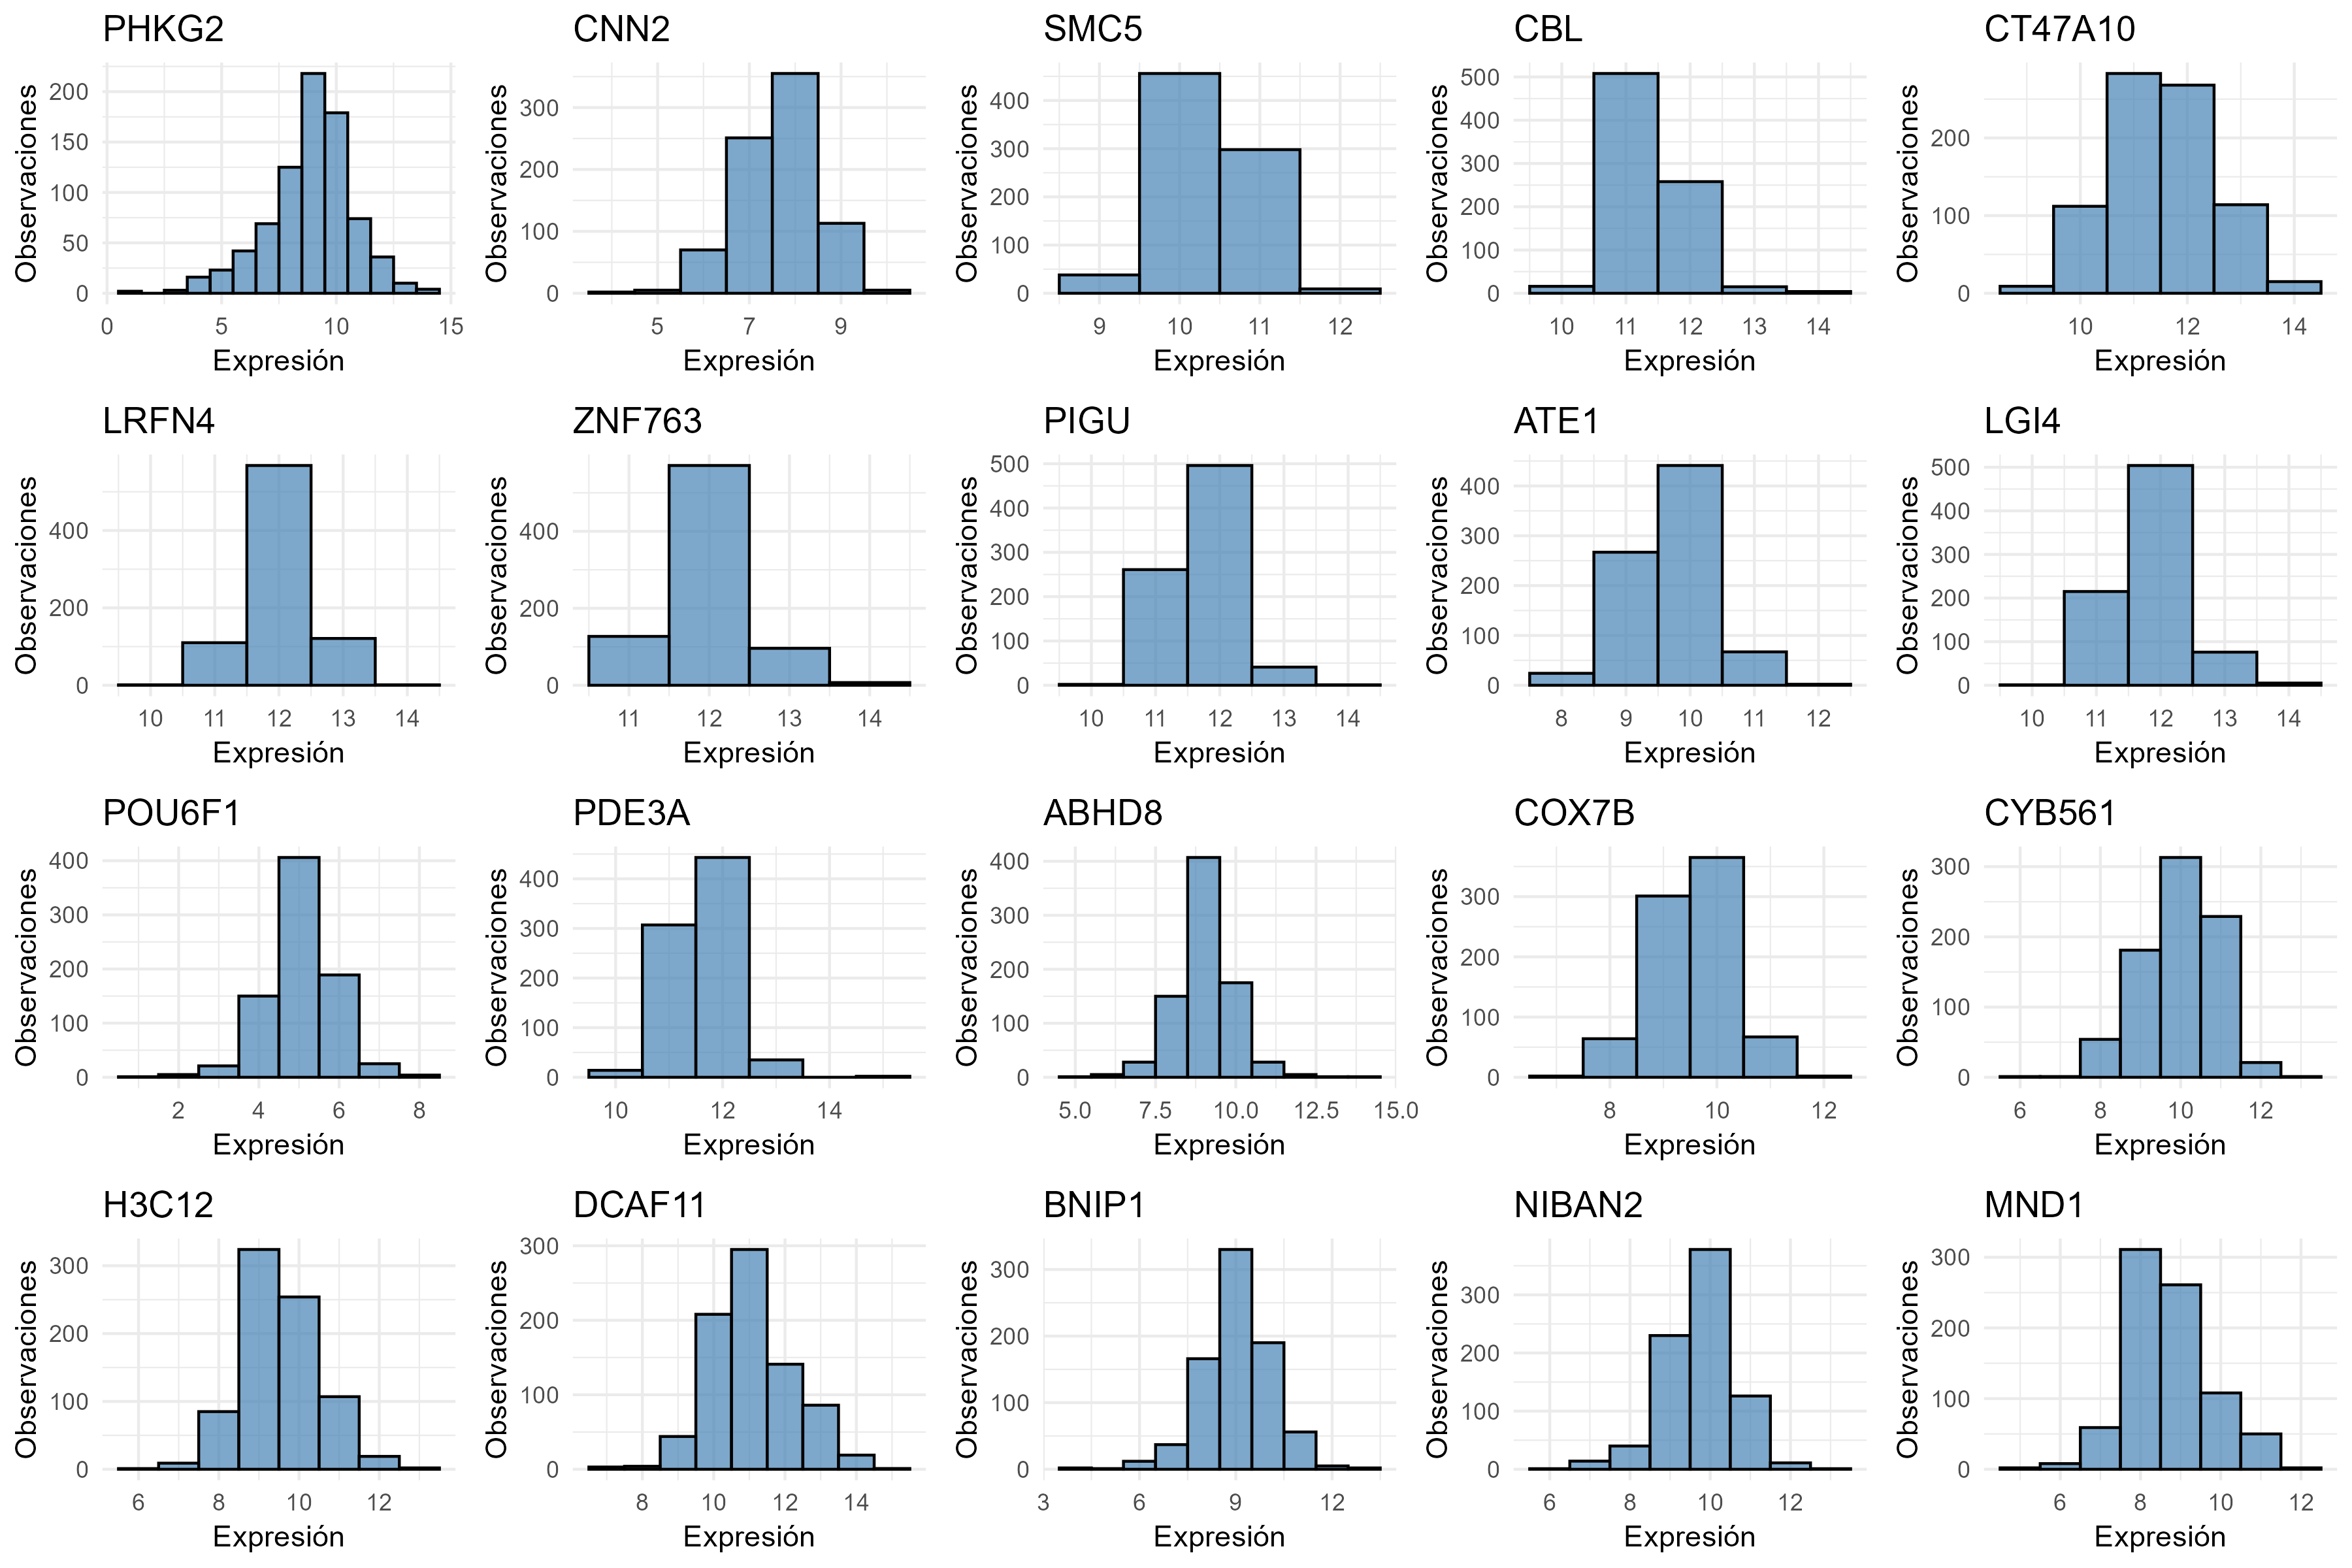 PHKG2
Observaciones
200
150
100
50
0
0 5 10 15
Expresión
CNN2
Observaciones
300
200
100
0
5 7 9
Expresión
SMC5
Observaciones
400
300
200
100
0
9 10 11 12
Expresión
CBL
Observaciones
500
400
300
200
100
0
10 11 12 13 14
Expresión
CT47A10
Observaciones
200
100
0
10 12 14
Expresión
LRFN4
Observaciones
400
200
0
10 11 12 13 14
Expresión
ZNF763
Observaciones
400
200
0
11 12 13 14
Expresión
PIGU
Observaciones
500
400
300
200
100
0
10 11 12 13 14
Expresión
ATE1
Observaciones
400
300
200
100
0
8 9 10 11 12
Expresión
LGI4
Observaciones
500
400
300
200
100
0
10 11 12 13 14
Expresión
POU6F1
Observaciones
400
300
200
100
0
2 4 6 8
Expresión
PDE3A
Observaciones
400
300
200
100
0
10 12 14
Expresión
ABHD8
Observaciones
400
300
200
100
0
5.0 7.5 10.0 12.5 15.0
Expresión
COX7B
Observaciones
300
200
100
0
8 10 12
Expresión
CYB561
Observaciones
300
200
100
0
6 8 10 12
Expresión
H3C12
Observaciones
300
200
100
0
6 8 10 12
Expresión
DCAF11
Observaciones
300
200
100
0
8 10 12 14
Expresión
BNIP1
Observaciones
300
200
100
0
3 6 9 12
Expresión
NIBAN2
Observaciones
300
200
100
0
6 8 10 12
Expresión
MND1
Observaciones
300
200
100
0
6 8 10 12
Expresión